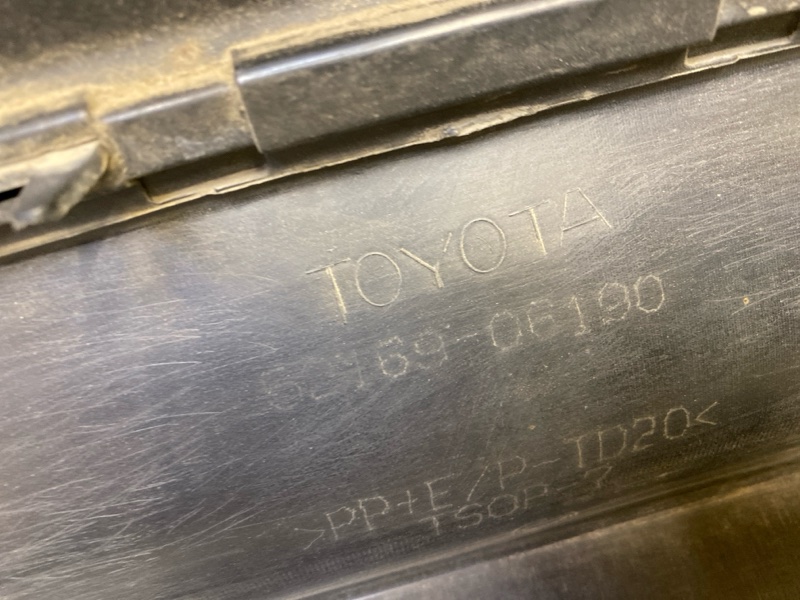 TOYOTA
52169-06190
>PP+E/P-TD20<
TSOP-7